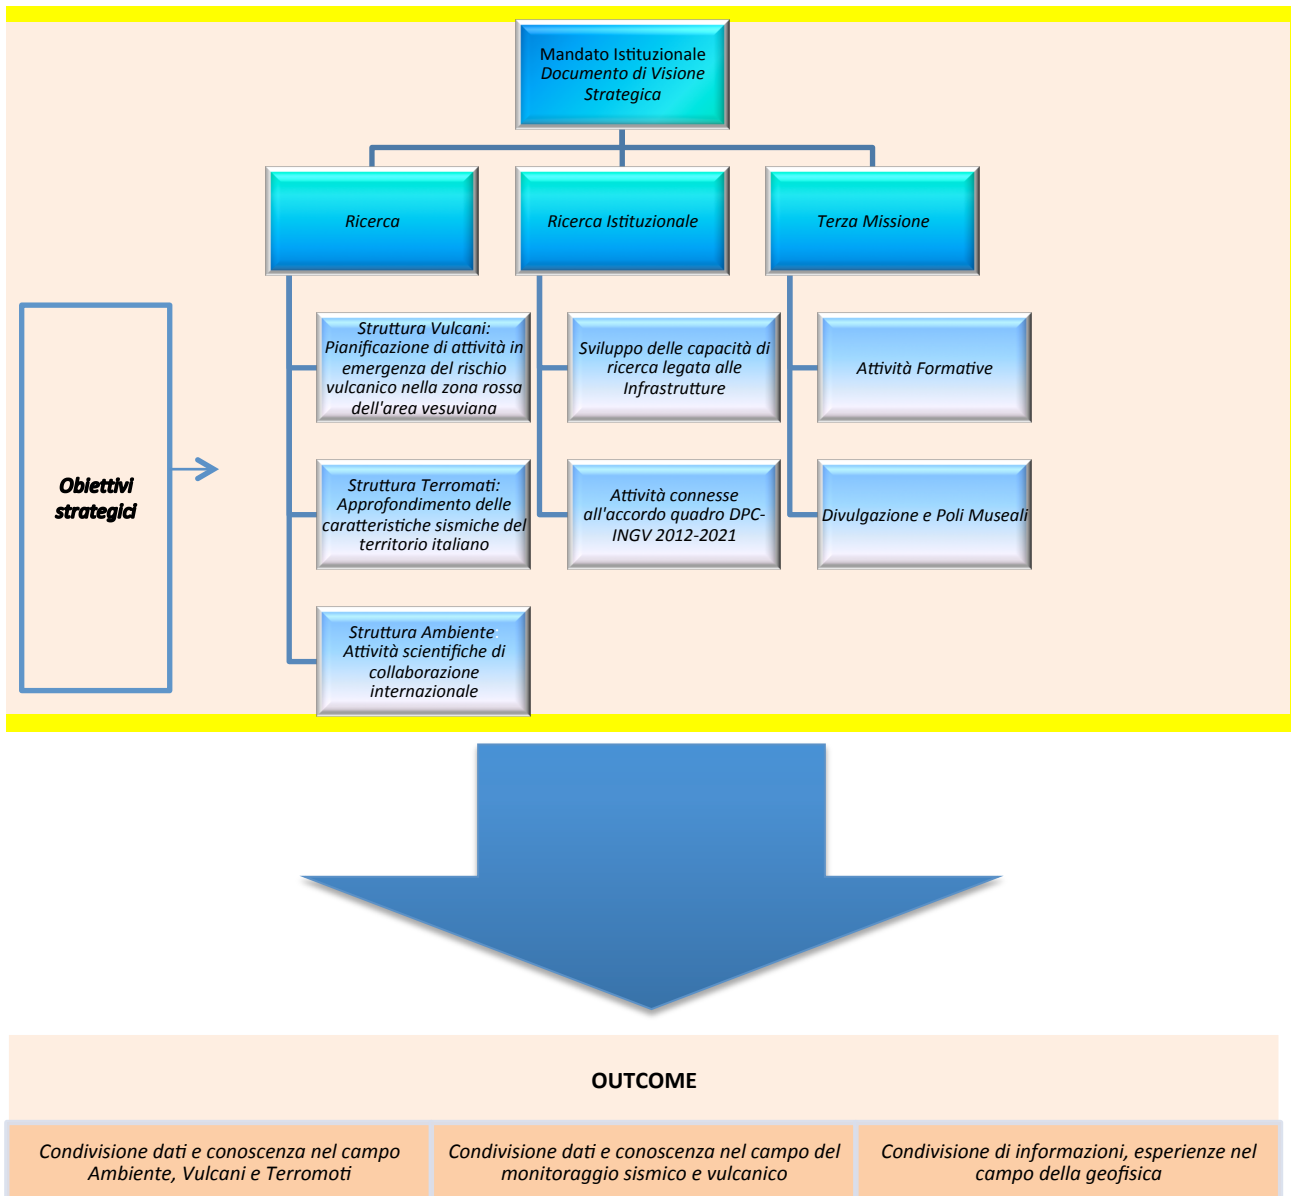 Mandato Istituzionale
Documento di Visione
Strategica
Ricerca
Ricerca Istituzionale
Terza Missione
Struttura Vulcani:
Pianificazione di attività in
emergenza del rischio
vulcanico nella zona rossa
dell'area vesuviana
Sviluppo delle capacità di
ricerca legata alle
Infrastrutture
Attività Formative
Obiettivi
strategici
Struttura Terromati:
Approfondimento delle
caratteristiche sismiche del
territorio italiano
Attività connesse
all'accordo quadro DPC-
INGV 2012-2021
Divulgazione e Poli Museali
Struttura Ambiente:
Attività scientifiche di
collaborazione
internazionale
OUTCOME
Condivisione dati e conoscenza nel campo
Ambiente, Vulcani e Terromoti
Condivisione dati e conoscenza nel campo del
monitoraggio sismico e vulcanico
Condivisione di informazioni, esperienze nel
campo della geofisica